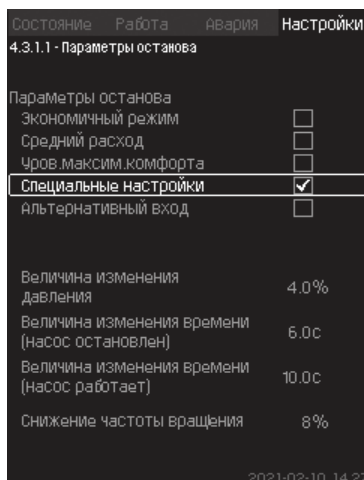 Состояние Работа Авария Настройки
4.3.1.1 - Параметры останова
Параметры останова
Экономичный режим
Средний расход
Уров.максим.комфорта
Специальные настройки
Альтернативный вход
Величина изменения
давления 4.0%
Величина изменения времени
(насос остановлен) 6.0с
Величина изменения времени
(насос работает) 10.0с
Снижение частоты вращения 8%
2021-02-10 14:27